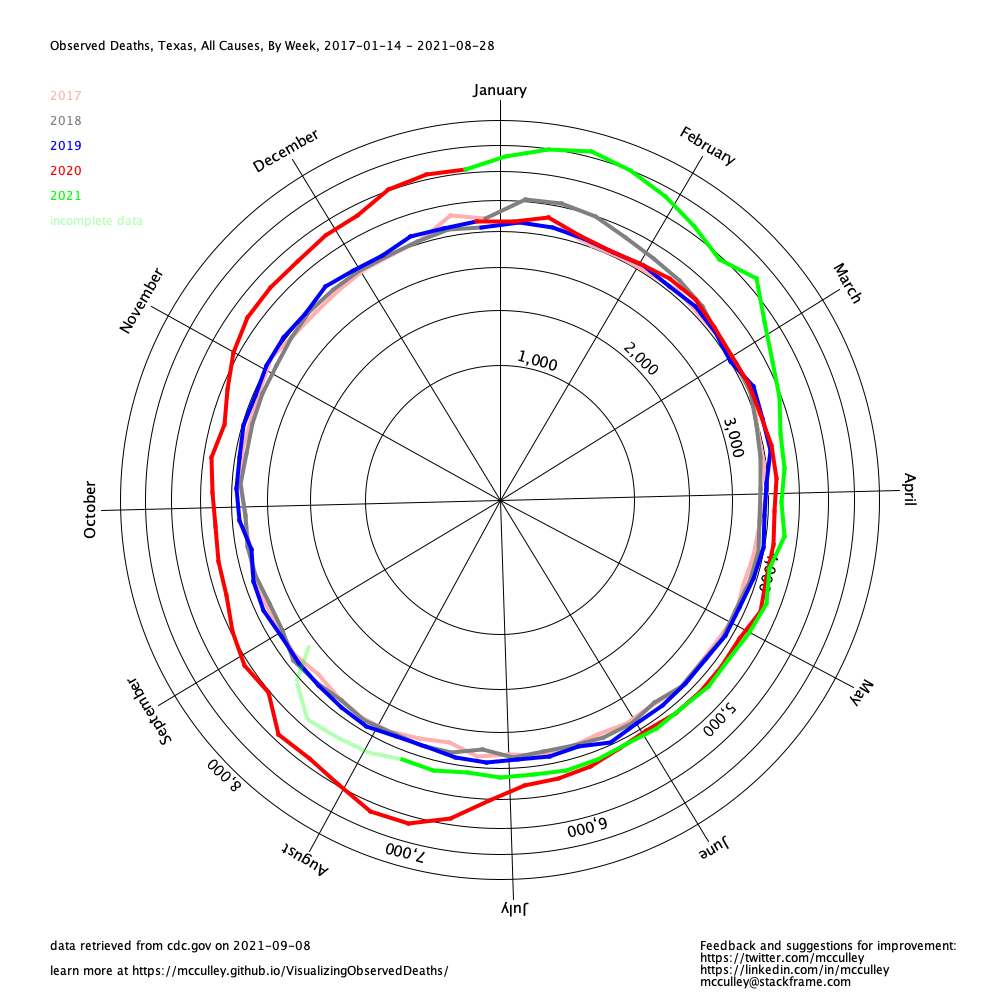 Observed Deaths, Texas, All Causes, By Week, 2017-01-14 - 2021-08-28
2017
2018
2019
2020
2021
incomplete data
January
February
March
April
May
June
July
August
September
October
November
December
1,000
2,000
3,000
5,000
6,000
7,000
8,000
data retrieved from cdc.gov on 2021-09-08
learn more at https://mcculley.github.io/VisualizingObservedDeaths/
Feedback and suggestions for improvement:
https://twitter.com/mcculley
https://linkedin.com/in/mcculley
mcculley@stackframe.com